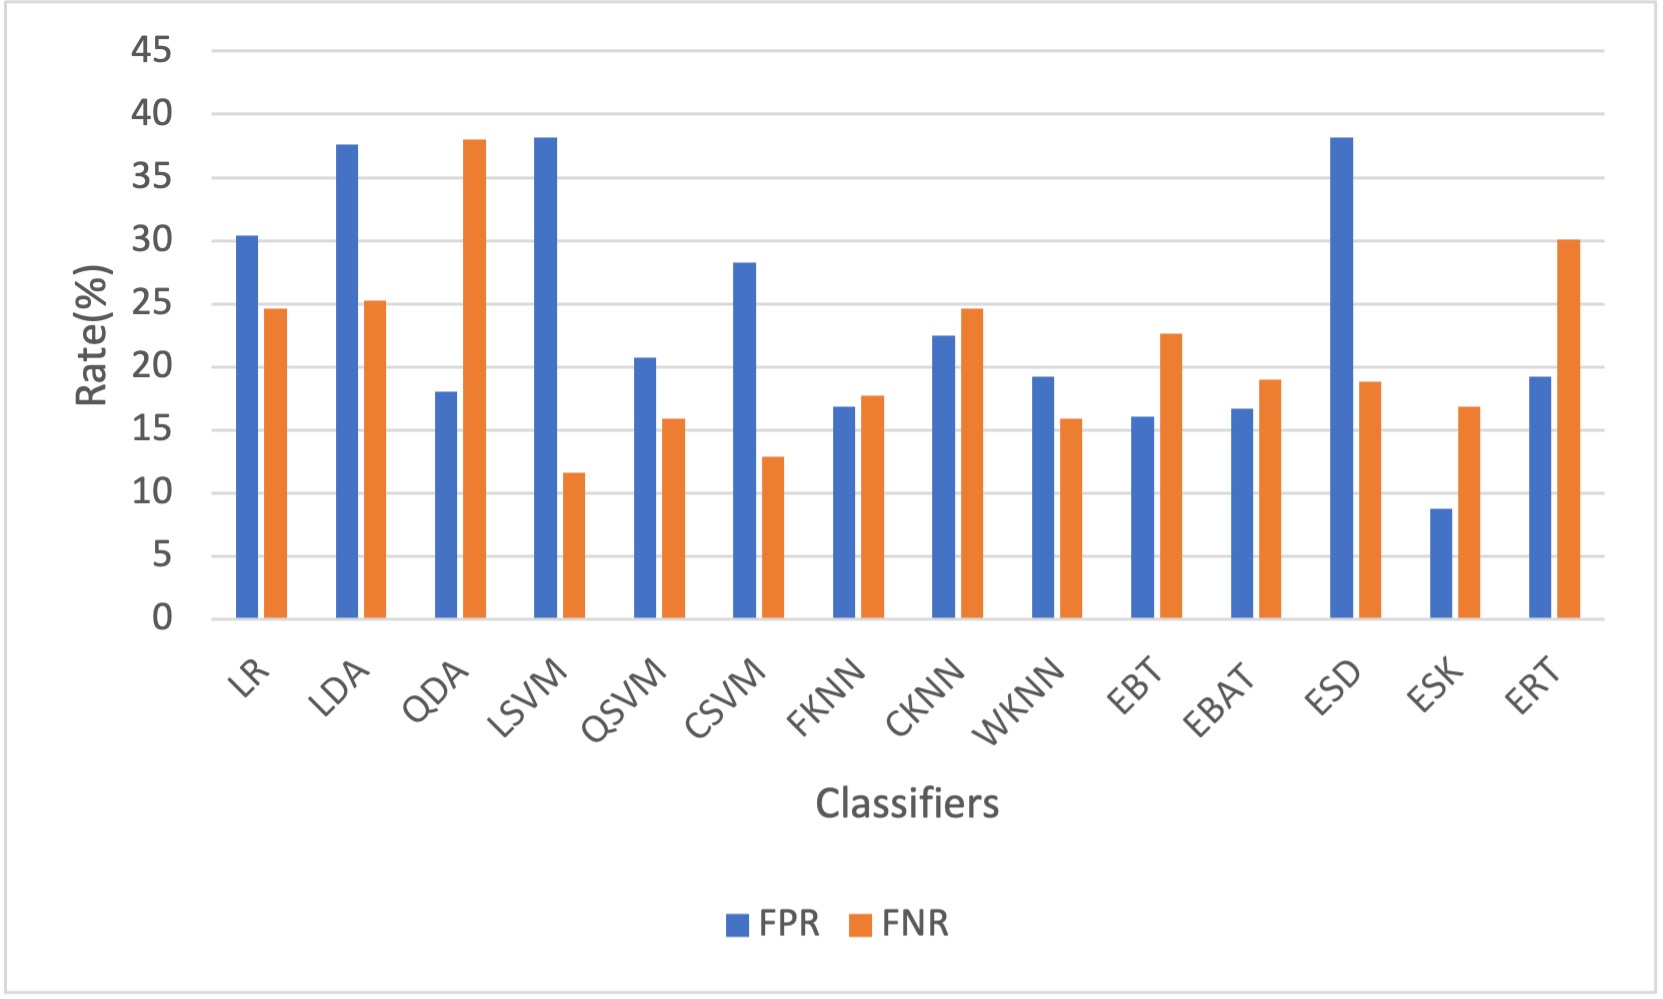 45
40
35
30
25
20
15
10
5
0
Rate(%)
LR
LDA
QDA
LSVM
QSVM
CSVM
FKNN
CKNN
WKNN
EBT
EBAT
ESD
ESK
ERT
Classifiers
FPR FNR